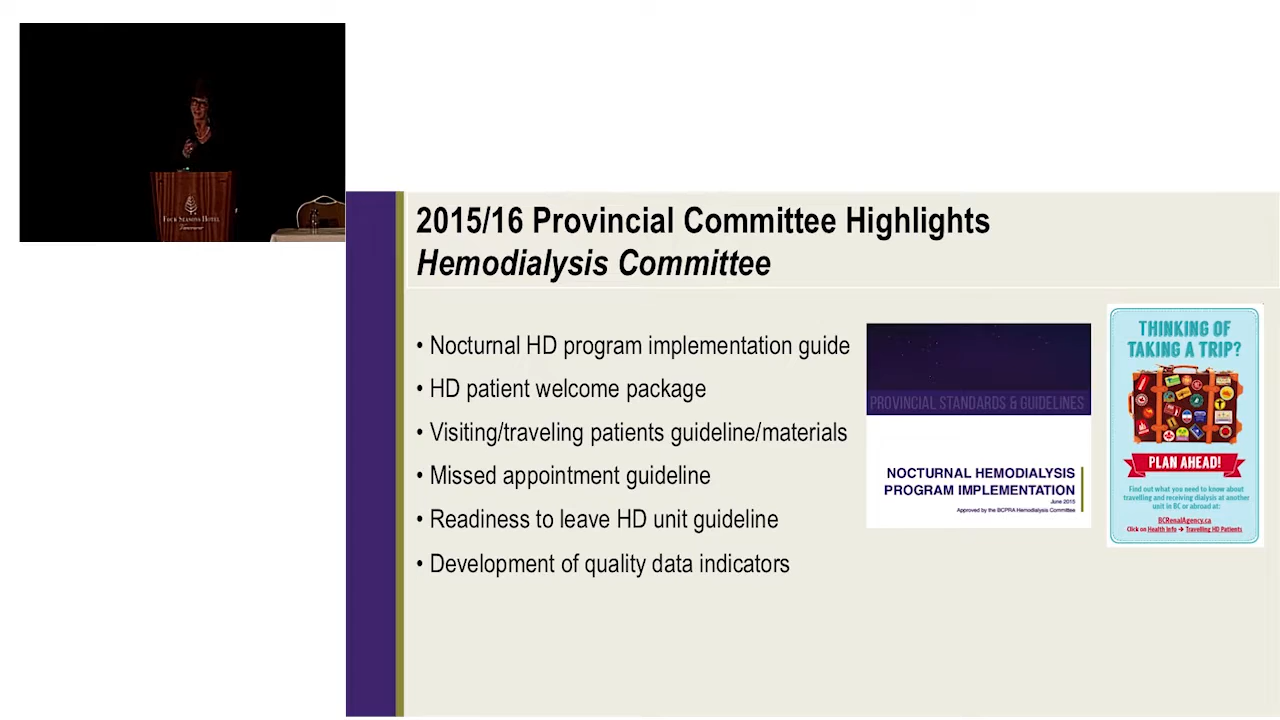 FOUR SEASONS HOTEL
Vancouver
2015/16 Provincial Committee Highlights
Hemodialysis Committee
• Nocturnal HD program implementation guide
• HD patient welcome package
• Visiting/traveling patients guideline/materials
• Missed appointment guideline
• Readiness to leave HD unit guideline
• Development of quality data indicators
PROVINCIAL STANDARDS & GUIDELINES
NOCTURNAL HEMODIALYSIS
PROGRAM IMPLEMENTATION
June 2015
Approved by the BCPRA Hemodialysis Committee
THINKING OF
TAKING A TRIP?
PLAN AHEAD!
Find out what you need to know about
travelling and receiving dialysis at another
unit in BC or abroad at:
BCRenalAgency.ca
Click on Health Info → Travelling HD Patients